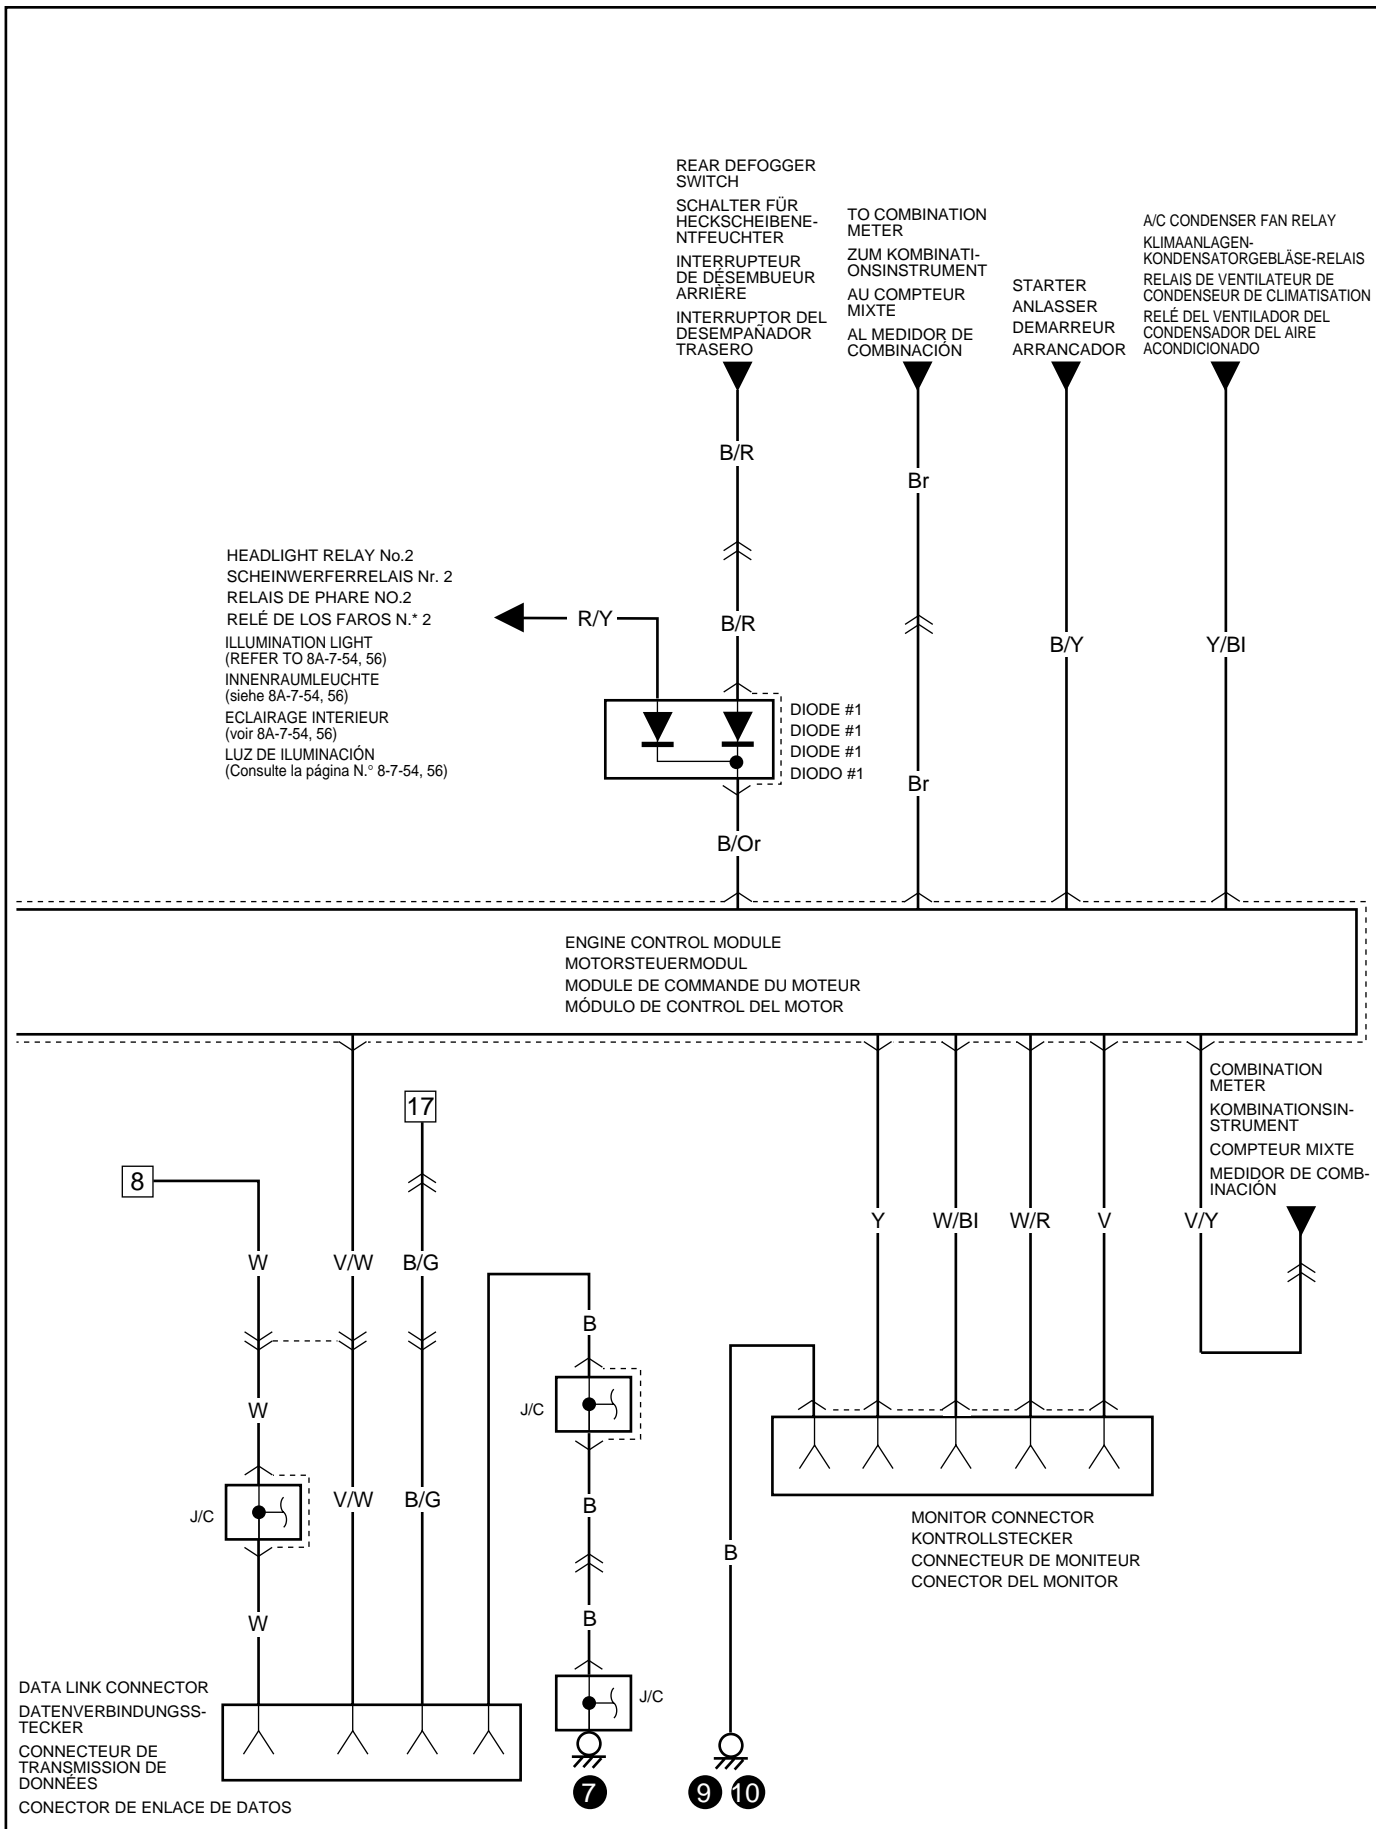 REAR DEFOGGER
SWITCH
SCHALTER FÜR
HECKSCHEIBENE-
NTFEUCHTER
INTERRUPTEUR
DE DÉSEMBUEUR
ARRIÈRE
INTERRUPTOR DEL
DESEMPAÑADOR
TRASERO
TO COMBINATION
METER
ZUM KOMBINATI-
ONSINSTRUMENT
AU COMPTEUR
MIXTE
AL MEDIDOR DE
COMBINACIÓN
STARTER
ANLASSER
DEMARREUR
ARRANCADOR
A/C CONDENSER FAN RELAY
KLIMAANLAGEN-
KONDENSATORGEBLÄSE-RELAIS
RELAIS DE VENTILATEUR DE
CONDENSEUR DE CLIMATISATION
RELÉ DEL VENTILADOR DEL
CONDENSADOR DEL AIRE
ACONDICIONADO
B/R
Br
HEADLIGHT RELAY No.2
SCHEINWERFERRELAIS Nr. 2
RELAIS DE PHARE NO.2
RELÉ DE LOS FAROS N.* 2
ILLUMINATION LIGHT
(REFER TO 8A-7-54, 56)
INNENRAUMLEUCHTE
(siehe 8A-7-54, 56)
ECLAIRAGE INTERIEUR
(voir 8A-7-54, 56)
LUZ DE ILUMINACIÓN
(Consulte la página N.° 8-7-54, 56)
R/Y
B/R
B/Y
Y/Bl
DIODE #1
DIODE #1
DIODE #1
DIODO #1
Br
B/Or
ENGINE CONTROL MODULE
MOTORSTEUERMODUL
MODULE DE COMMANDE DU MOTEUR
MÓDULO DE CONTROL DEL MOTOR
COMBINATION
METER
KOMBINATIONSIN-
STRUMENT
COMPTEUR MIXTE
MEDIDOR DE COMB-
INACIÓN
17
8
Y
W/Bl
W/R
V
V/Y
W
V/W
B/G
B
W
J/C
V/W
B/G
J/C
B
B
W
B
J/C
B
MONITOR CONNECTOR
KONTROLLSTECKER
CONNECTEUR DE MONITEUR
CONECTOR DEL MONITOR
DATA LINK CONNECTOR
DATENVERBINDUNGSS-
TECKER
CONNECTEUR DE
TRANSMISSION DE
DONNÉES
CONECTOR DE ENLACE DE DATOS
7
9
10